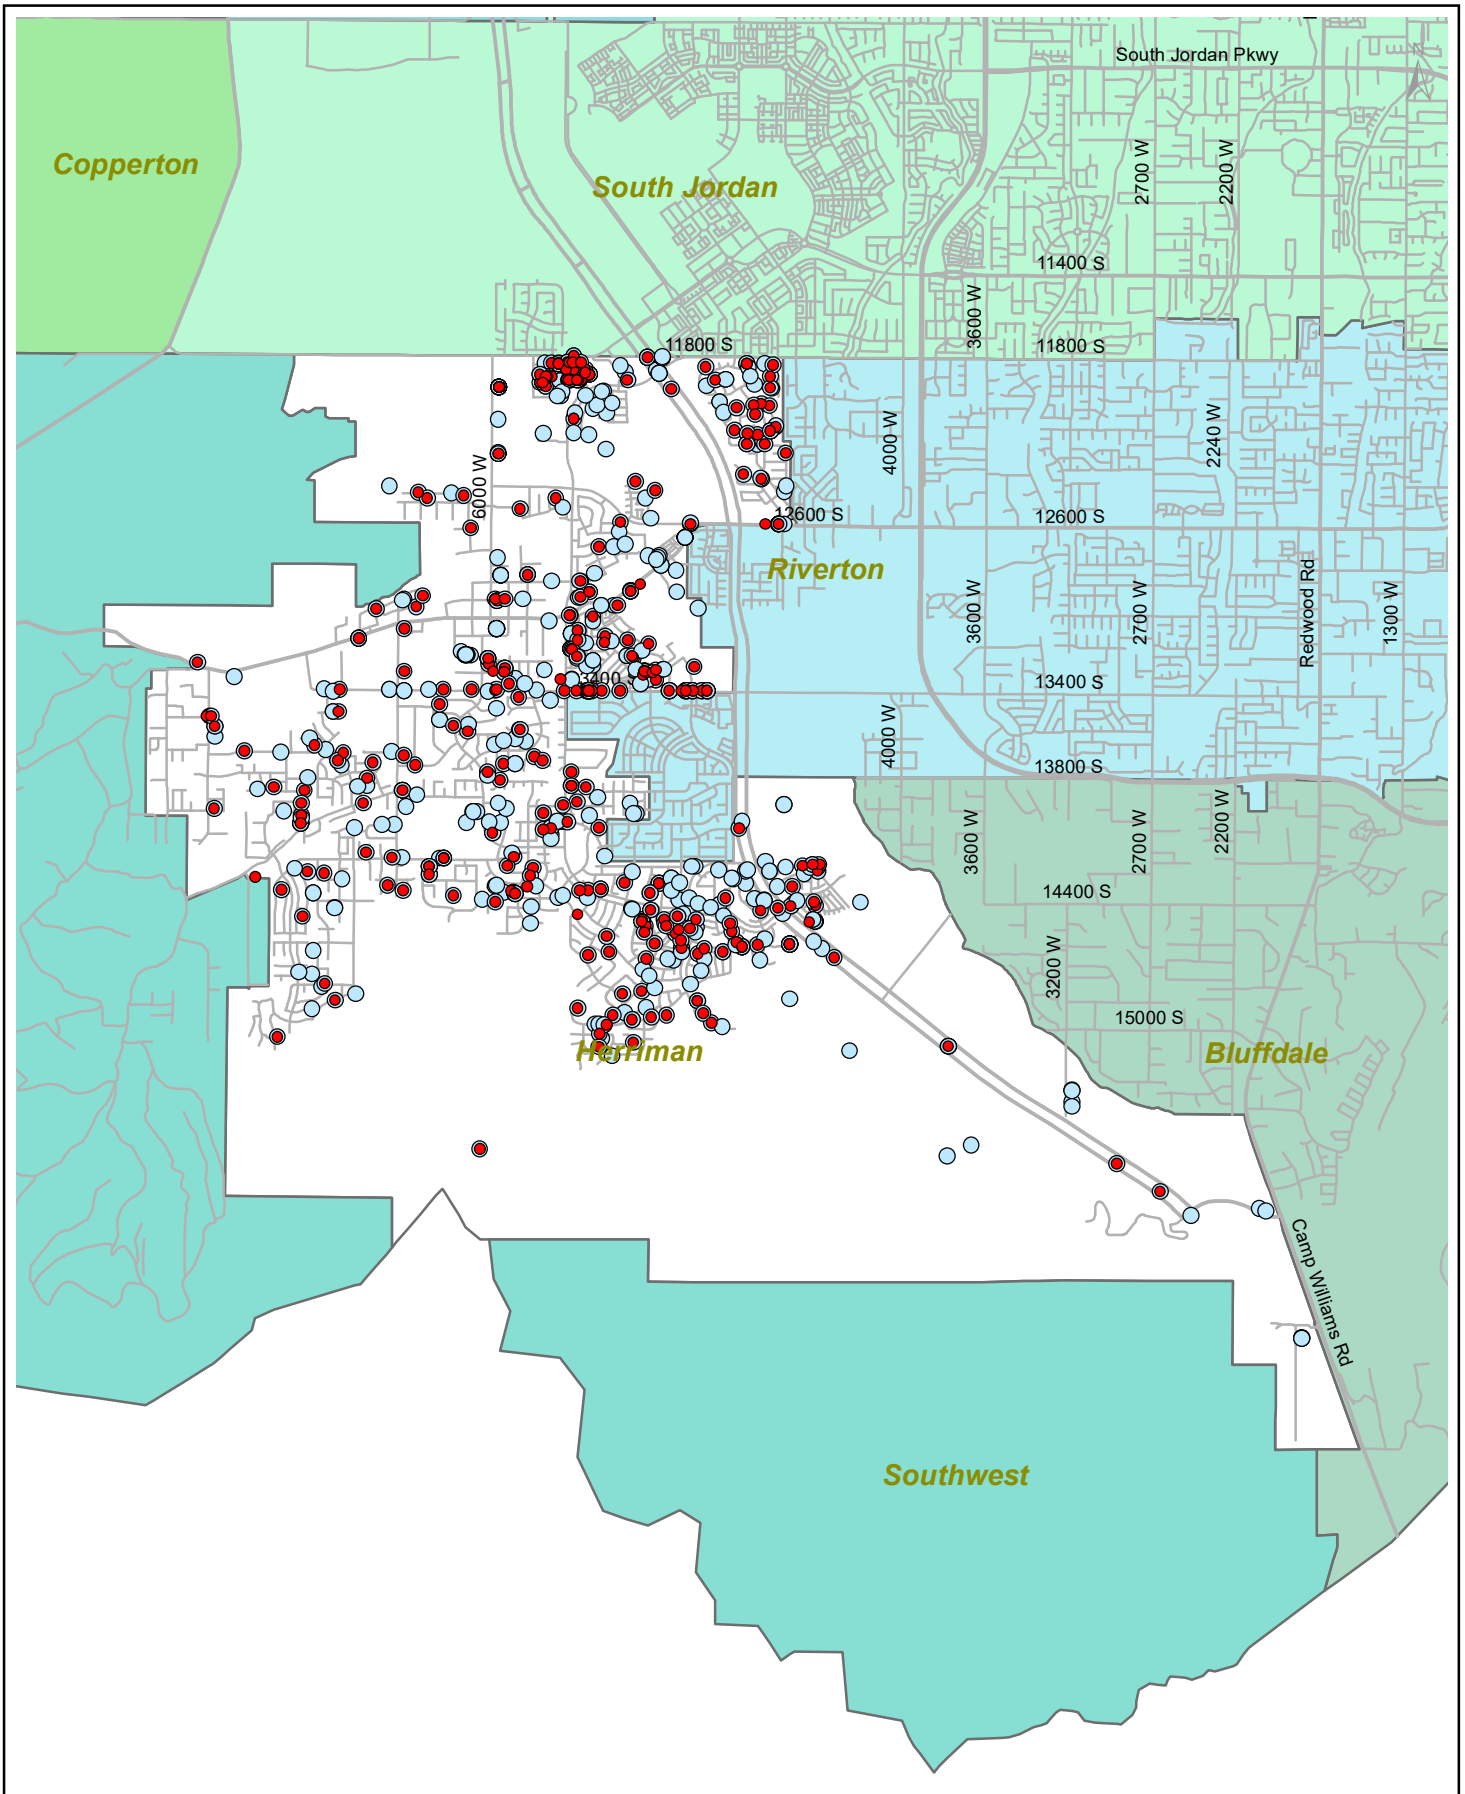 South Jordan Pkwy
Copperton
South Jordan
2700 W
2200 W
11400 S
3600 W
11800 S
11800 S
4000 W
2240 W
6000 W
12600 S
12600 S
Riverton
Redwood Rd
3600 W
2700 W
1300 W
13400 S
3400 S
4000 W
13800 S
3600 W
2700 W
2200 W
14400 S
3200 W
15000 S
Herriman
Bluffdale
Camp Williams Rd
Southwest